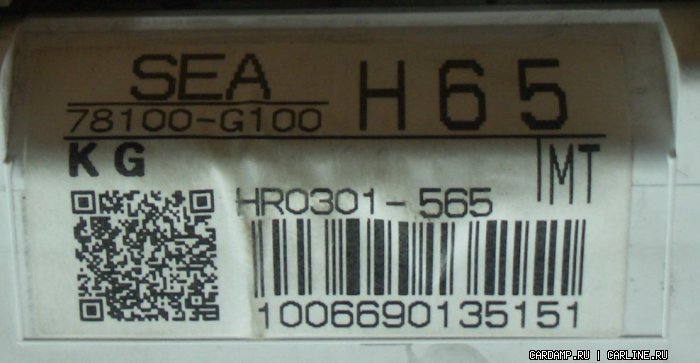 SEA
78100-G100
H65
KG
MT
HR0301-565
1006690135151
CARDAMP.RU | CARLINE.RU